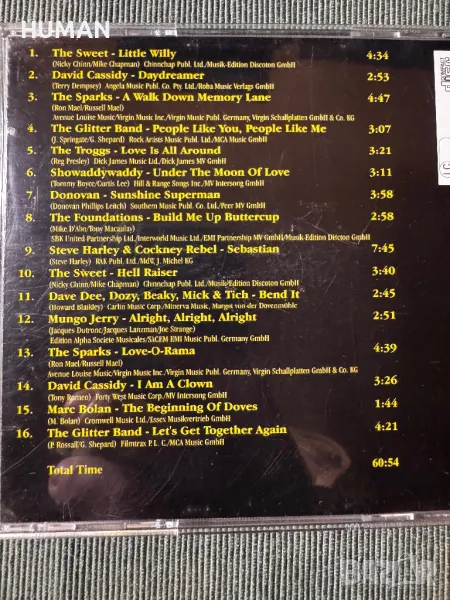 HUMAN
1. The Sweet - Little Willy 4:34
(Nicky Chinn/Mike Chapman) Chinnchap Publ. Ltd./Musik-Edition Discoton GmbH
2. David Cassidy - Daydreamer 2:53
(Terry Dempsey) Angela Music Pub. Co. Pty. Ltd./Roba Music Verlags GmbH
3. The Sparks - A Walk Down Memory Lane 4:47
(Ron Mael/Russell Mael)
Avenue Louise Music/Virgin Music Inc./Virgin Music Publ. Germany, Virgin Schallplatten GmbH & Co. KG
4. The Glitter Band - People Like You, People Like Me 3:07
(J. Springate/G. Shepard) Rock Artists Music Publ. Ltd./MCA Music GmbH
5. The Troggs - Love Is All Around 3:21
(Reg Presley) Dick James Music Ltd./Dick James MV GmbH
6. Showaddywaddy - Under The Moon Of Love 3:11
(Tommy Boyce/Curtis Lee) Hill & Range Songs Inc./MV Intersong GmbH
7. Donovan - Sunshine Superman 3:58
(Donovan Phillips Leitch) Southern Music Publ. Co./Peer MV GmbH
8. The Foundations - Build Me Up Buttercup 2:58
(Mike D'Abo/Tony Macaulay)
SBK United Partnership Ltd./Interworld Music Ltd./EMI Partnership MV GmbH/Musik-Edition Discton GmbH
9. Steve Harley & Cockney Rebel - Sebastian 7:45
(Steve Harley) RAK Publ. Ltd./MdW. J. Michel KG
10. The Sweet - Hell Raiser 3:40
(Nicky Chinn/Mike Chapman) Chinnchap Publ. Ltd./Musik/Edition Discoton GmbH
11. Dave Dee, Dozy, Beaky, Mick & Tich - Bend It 2:45
(Howard Blaikley) Carlin Music Corp./Minerva Musik, Margot von der Dovenmühle
12. Mungo Jerry - Alright, Alright, Alright 2:51
(Jacques Dutronc/Jacques Lanzman/Joe Strange)
Edition Alpha Societe Musicales/SiCEM EMI Music Publ. Germany GmbH
13. The Sparks - Love-O-Rama 4:39
(Ron Mael/Russell Mael)
Avenue Louise Music/Virgin Music Inc./Virgin Music Publ. Germany, Virgin Schallplatten GmbH & Co. KG
14. David Cassidy - I Am A Clown 3:26
(Tony Romeo) Forty West Music Corp./MV Intersong GmbH
15. Marc Bolan - The Beginning Of Doves 1:44
(M. Bolan) Cromwell Music Ltd./Essex Musikvertrieb GmbH
16. The Glitter Band - Let's Get Together Again 4:21
(P. Rossall/G. Shepard) Filmtrax P. L. C./MCA Music GmbH
Total Time 60:54
bazar